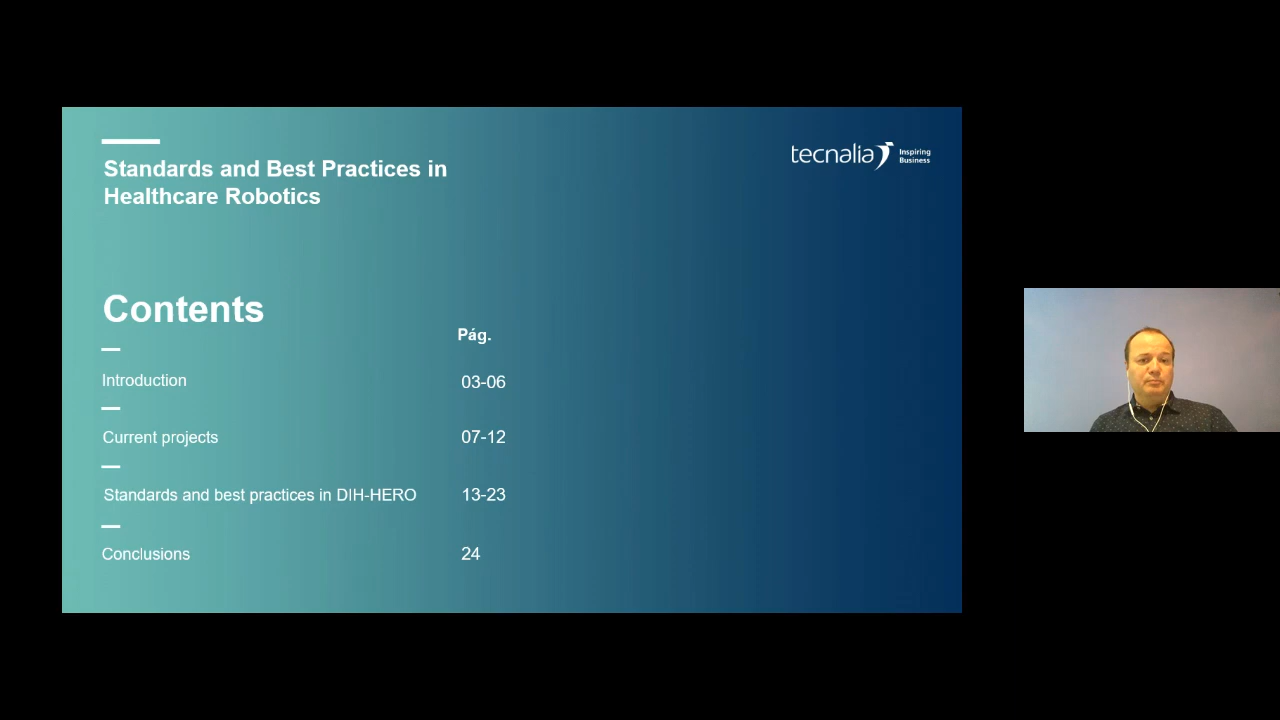 Standards and Best Practices in
Healthcare Robotics
tecnalia Inspiring
Business
Contents
Pág.
Introduction 03-06
Current projects 07-12
Standards and best practices in DIH-HERO 13-23
Conclusions 24